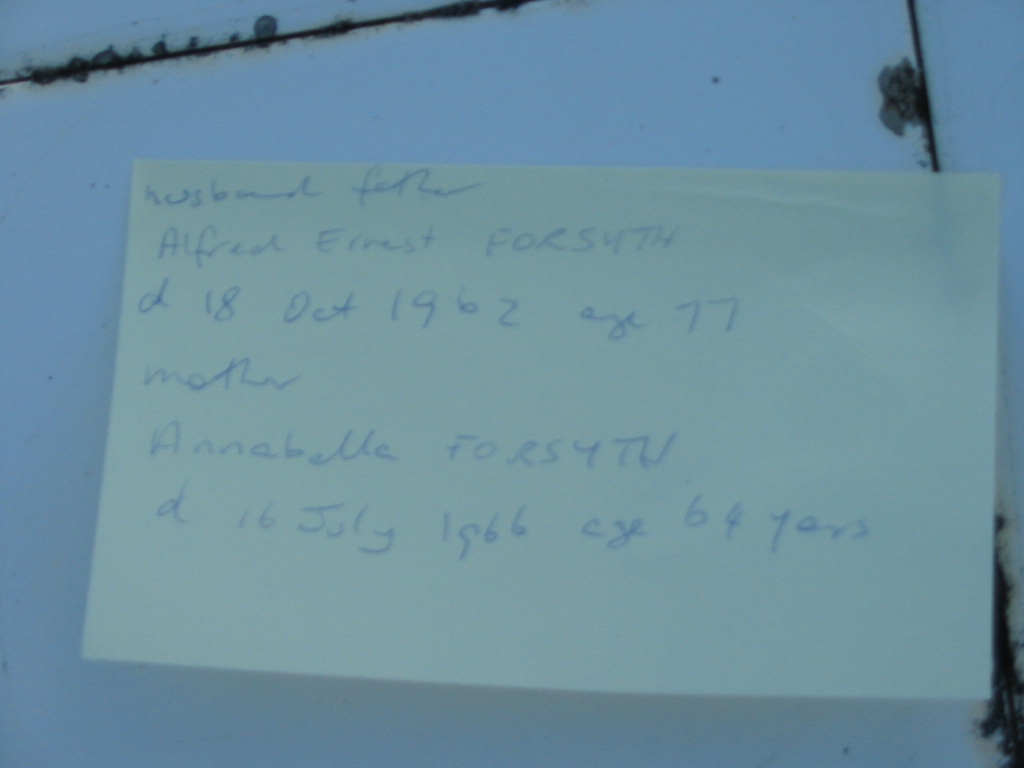 husband father
Alfred Ernest FORSYTH
d 18 Oct 1962 age 77
mother
Annabella FORSYTH
d 16 July 1966 age 64 years